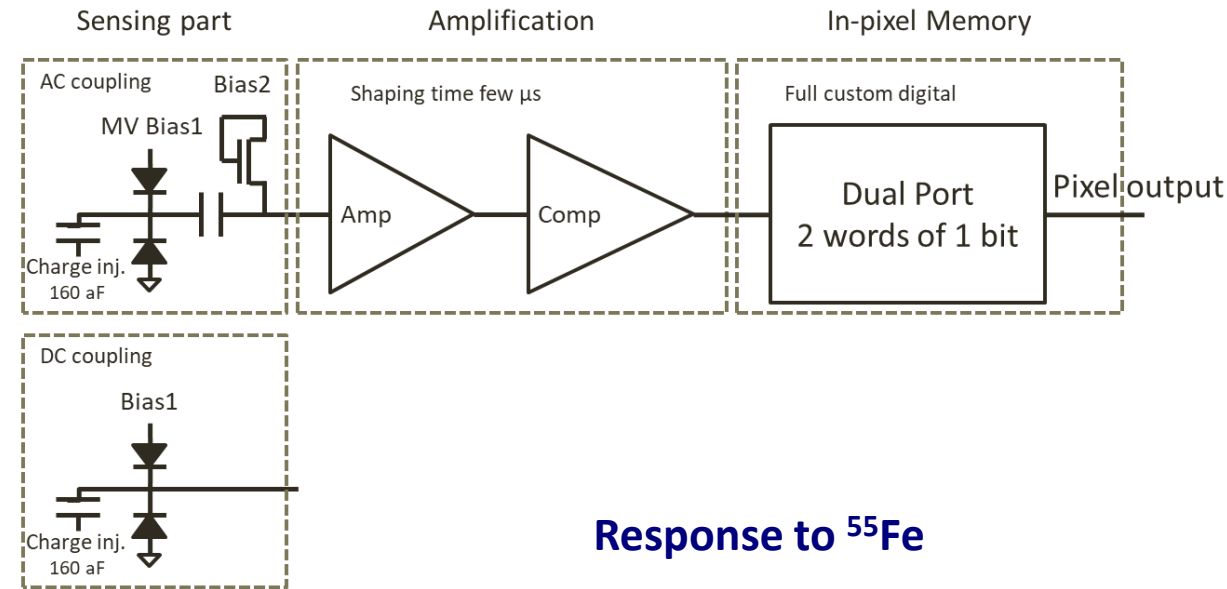 Sensing part
Amplification
In-pixel Memory
AC coupling
Bias2
MV Bias1
Charge inj.
160 aF
Shaping time few µs
Amp
Comp
Full custom digital
Dual Port
2 words of 1 bit
Pixel output
DC coupling
Bias1
Charge inj.
160 aF
Response to ⁵⁵Fe